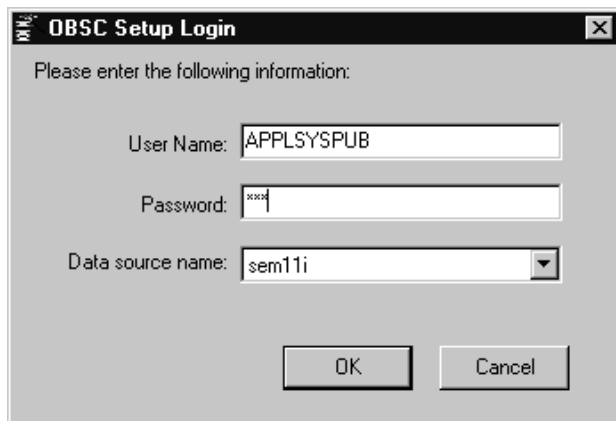 OBSC Setup Login
Please enter the following information:
User Name: APPLSYSPUB
Password: ***
Data source name: sem11i
OK Cancel